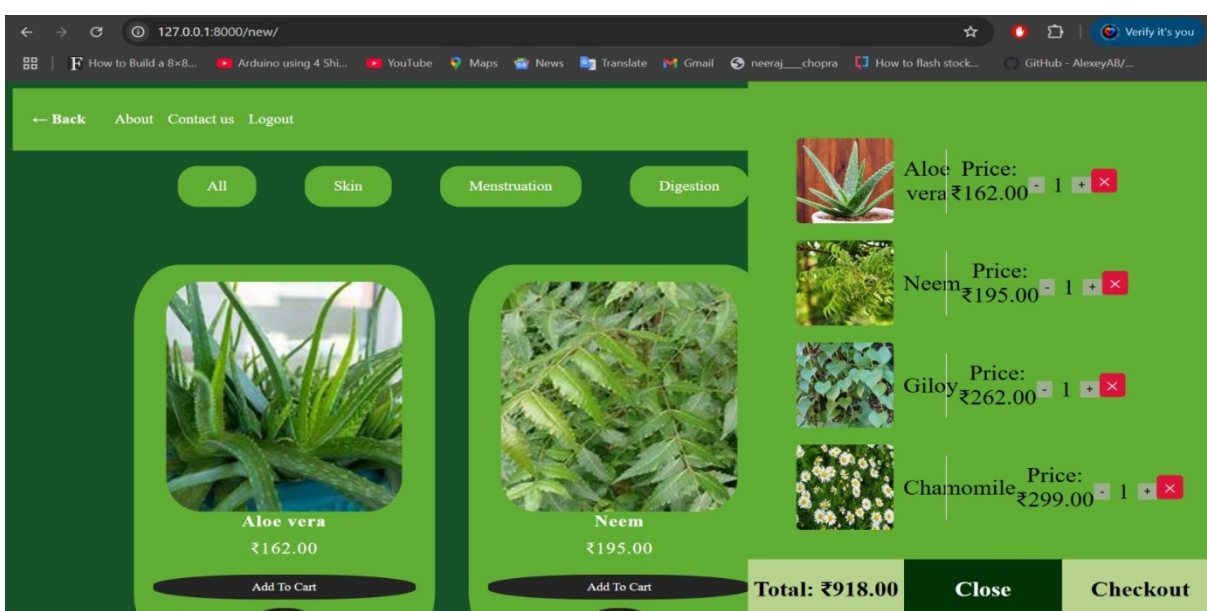 127.0.0.1:8000/new/
Verify it's you
How to Build a 8×8...
Arduino using 4 Shi...
YouTube
Maps
News
Translate
Gmail
neeraj___chopra
How to flash stock...
GitHub - AlexeyAB/...
← Back About Contact us Logout
All Skin Menstruation Digestion
Aloe vera
₹162.00
Add To Cart
Neem
₹195.00
Add To Cart
Aloe Price:
vera ₹162.00 - 1 + ×
Price:
Neem ₹195.00 - 1 + ×
Price:
Giloy ₹262.00 - 1 + ×
Price:
Chamomile ₹299.00 - 1 + ×
Total: ₹918.00 Close Checkout